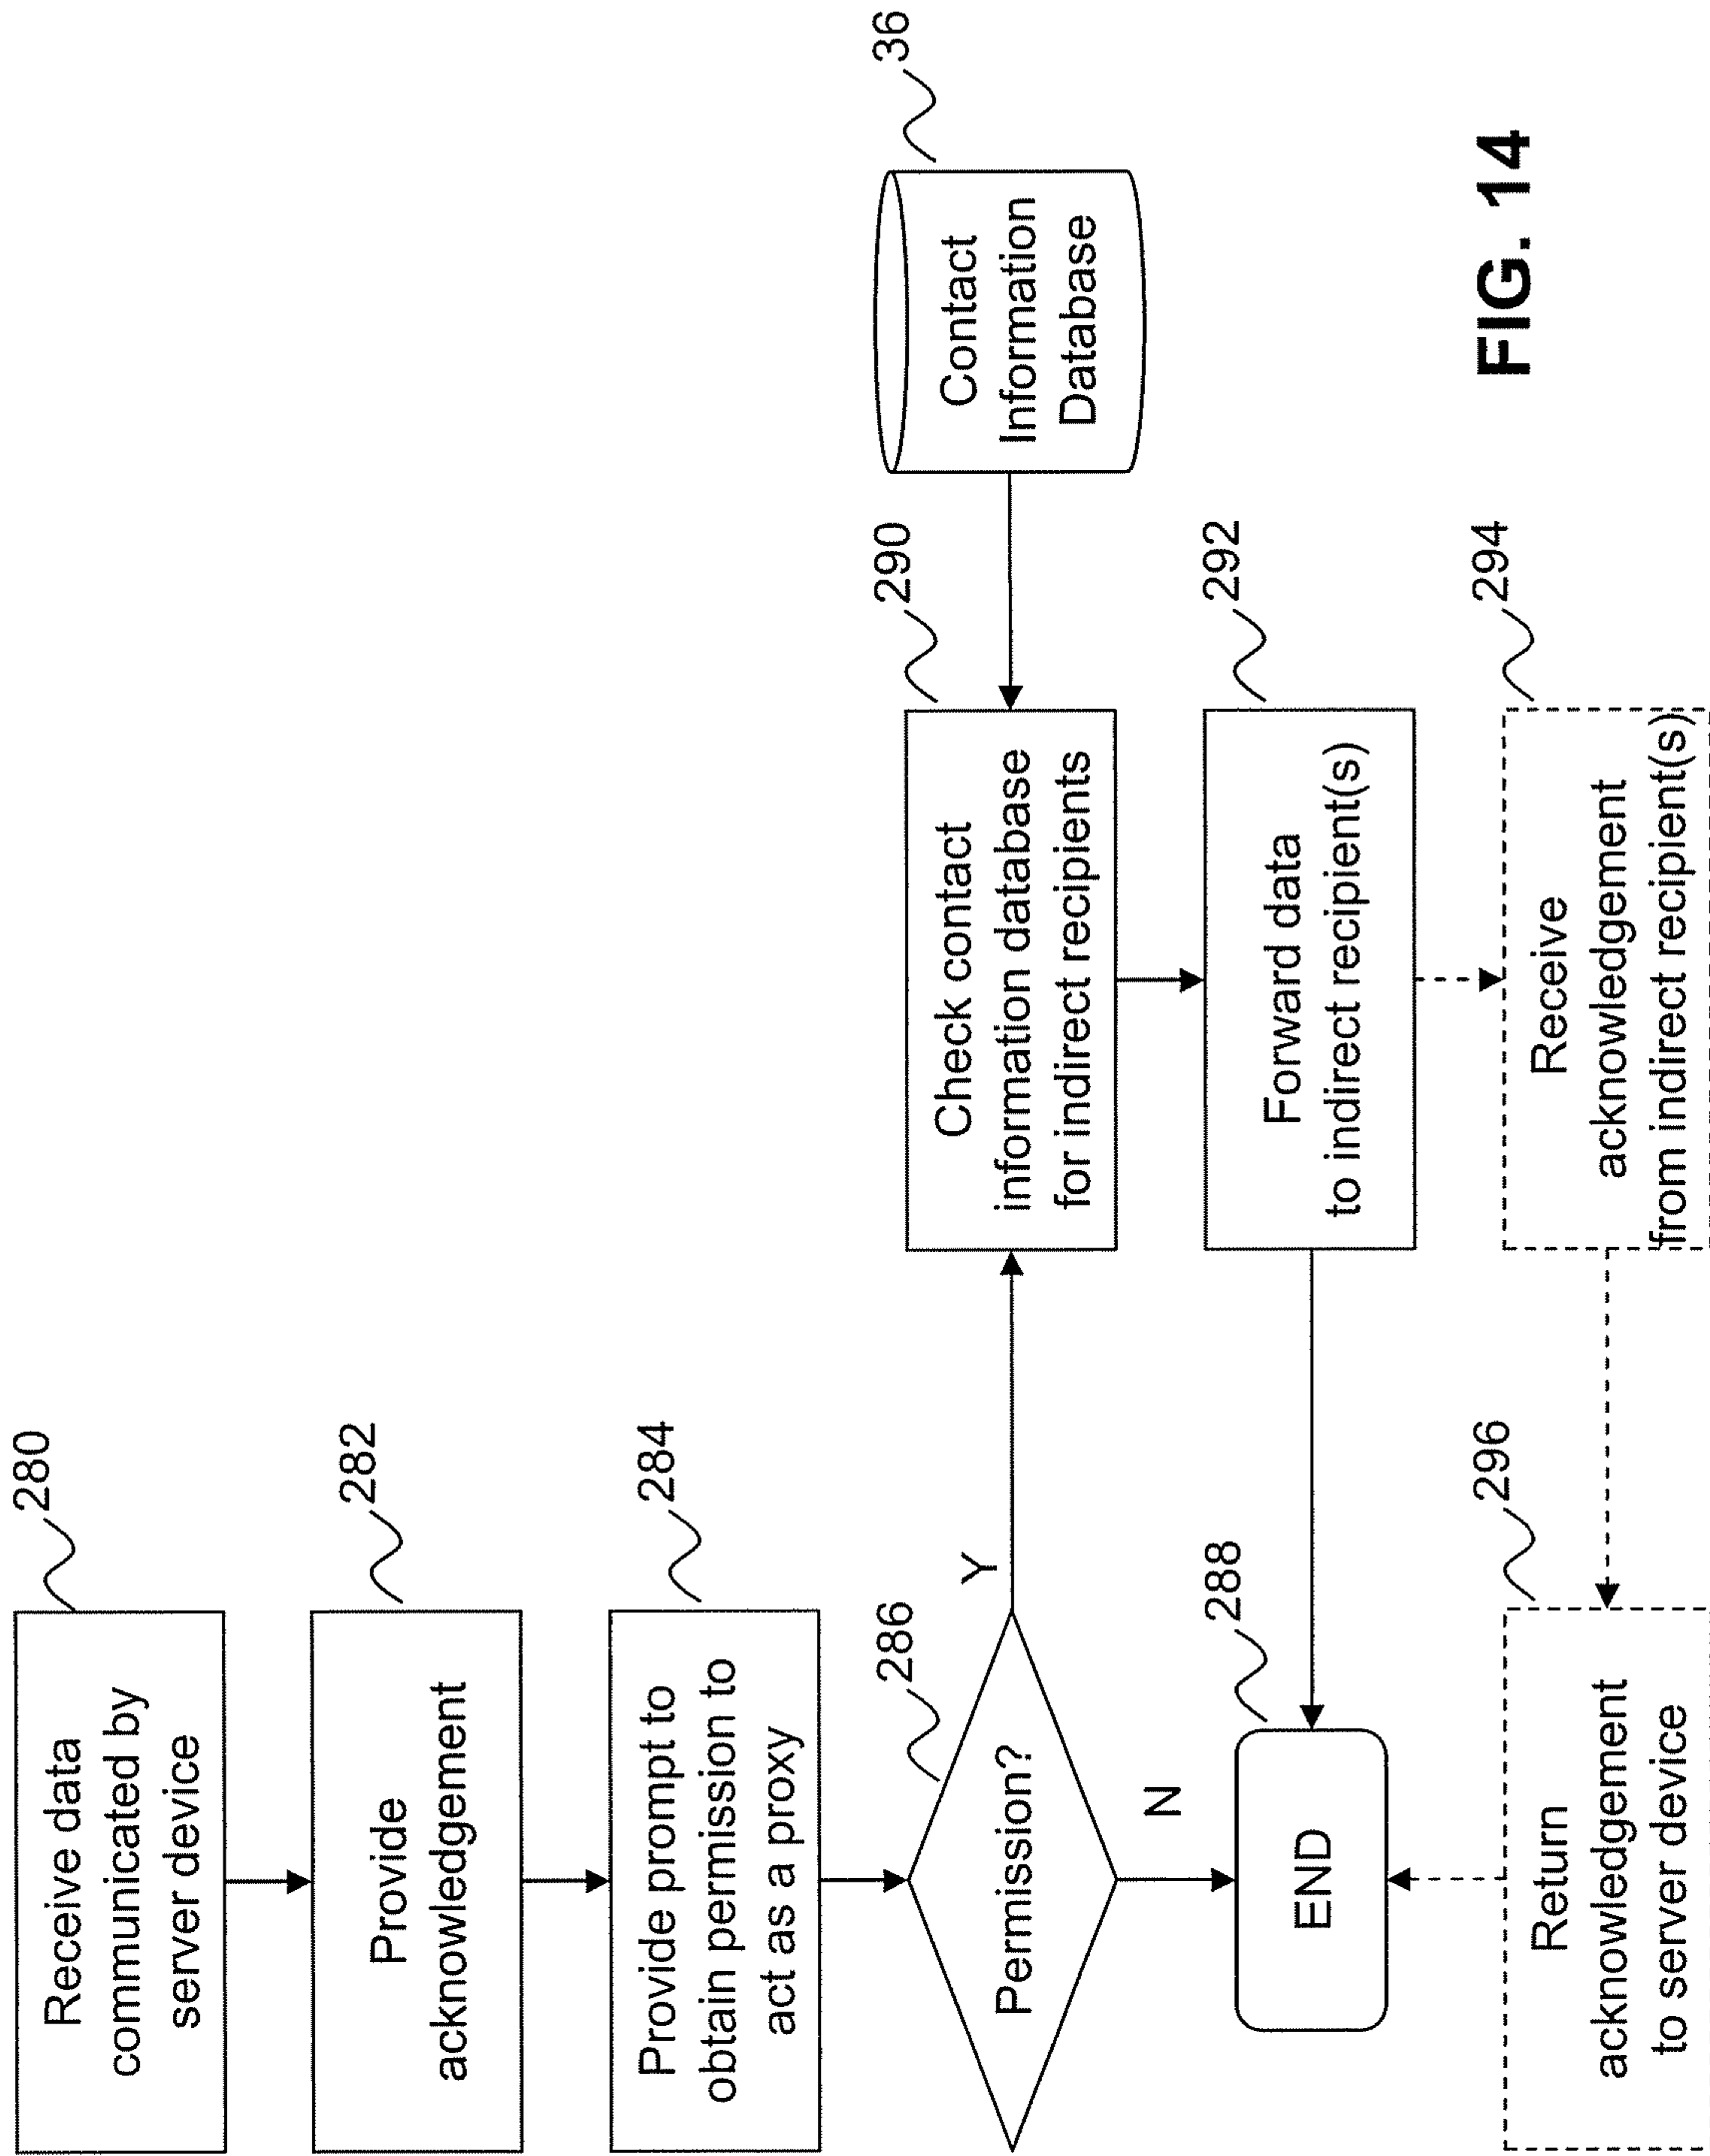 280
Receive data
communicated by
server device
282
Provide
acknowledgement
284
Provide prompt to
obtain permission to
act as a proxy
286
Permission?
Y
N
288
END
290
Check contact
information database
for indirect recipients
36
Contact
Information
Database
292
Forward data
to indirect recipient(s)
294
Receive
acknowledgement
from indirect recipient(s)
296
Return
acknowledgement
to server device
FIG. 14